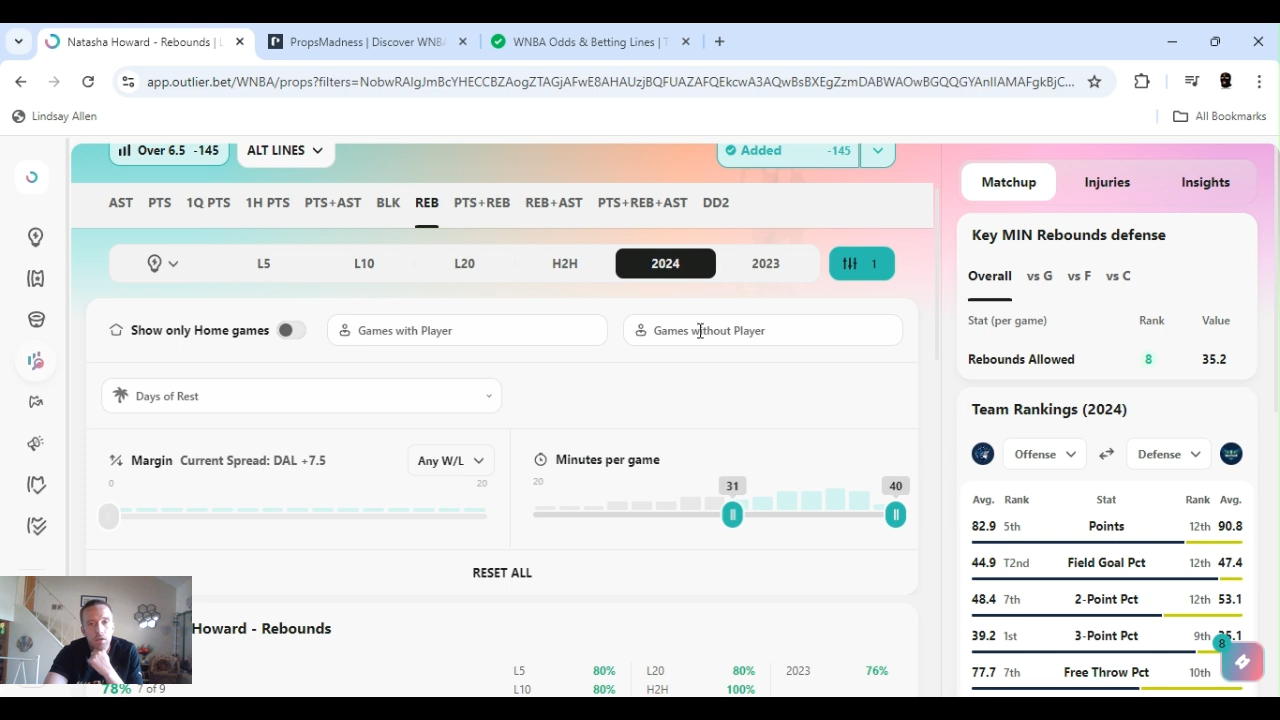 Natasha Howard - Rebounds | L
PropsMadness | Discover WNBA
WNBA Odds & Betting Lines | T
Lindsay Allen
All Bookmarks
Over 6.5 -145
ALT LINES
Added -145
AST PTS 1Q PTS 1H PTS PTS+AST BLK REB PTS+REB REB+AST PTS+REB+AST DD2
L5 L10 L20 H2H 2024 2023 1
Show only Home games
Games with Player
Games without Player
Days of Rest
Margin Current Spread: DAL +7.5
Any W/L
0 20
Minutes per game
20
31 40
RESET ALL
Howard - Rebounds
L5 80% L20 80% 2023 76%
78% 7 of 9 L10 80% H2H 100%
Matchup Injuries Insights
Key MIN Rebounds defense
Overall vs G vs F vs C
Stat (per game) Rank Value
Rebounds Allowed 8 35.2
Team Rankings (2024)
Offense Defense
Avg. Rank Stat Rank Avg.
82.9 5th Points 12th 90.8
44.9 T2nd Field Goal Pct 12th 47.4
48.4 7th 2-Point Pct 12th 53.1
39.2 1st 3-Point Pct 9th
8
77.7 7th Free Throw Pct 10th